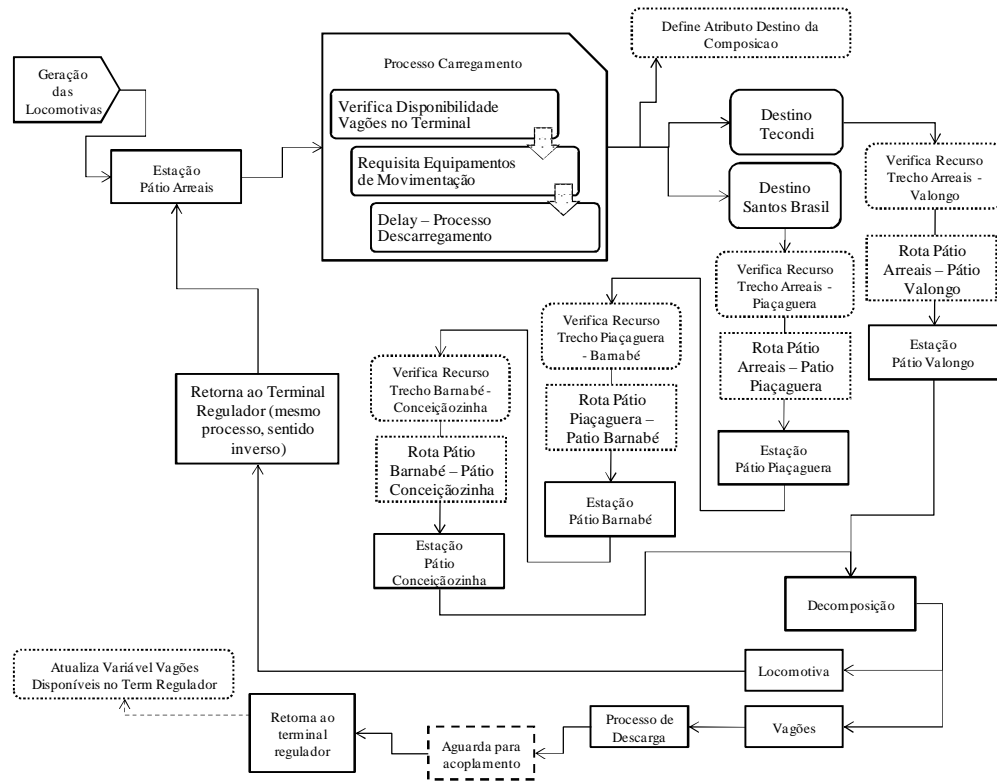 Geração
das
Locomotivas
Estação
Pátio Arreais
Processo Carregamento
Verifica Disponibilidade
Vagões no Terminal
Requisita Equipamentos
de Movimentação
Delay – Processo
Descarregamento
Define Atributo Destino da
Composicao
Destino
Tecondi
Destino
Santos Brasil
Verifica Recurso
Trecho Arreais -
Valongo
Rota Pátio
Arreais – Pátio
Valongo
Estação
Pátio Valongo
Verifica Recurso
Trecho Arreais -
Piaçaguera
Rota Pátio
Arreais – Patio
Piaçaguera
Estação
Pátio Piaçaguera
Verifica Recurso
Trecho Piaçaguera
- Barnabé
Rota Pátio
Piaçaguera –
Patio Barnabé
Estação
Pátio Barnabé
Verifica Recurso
Trecho Barnabé -
Conceiçãozinha
Rota Pátio
Barnabé – Pátio
Conceiçãozinha
Estação
Pátio
Conceiçãozinha
Retorna ao Terminal
Regulador (mesmo
processo, sentido
inverso)
Decomposição
Locomotiva
Vagões
Processo de
Descarga
Aguarda para
acoplamento
Retorna ao
terminal
regulador
Atualiza Variável Vagões
Disponíveis no Term Regulador